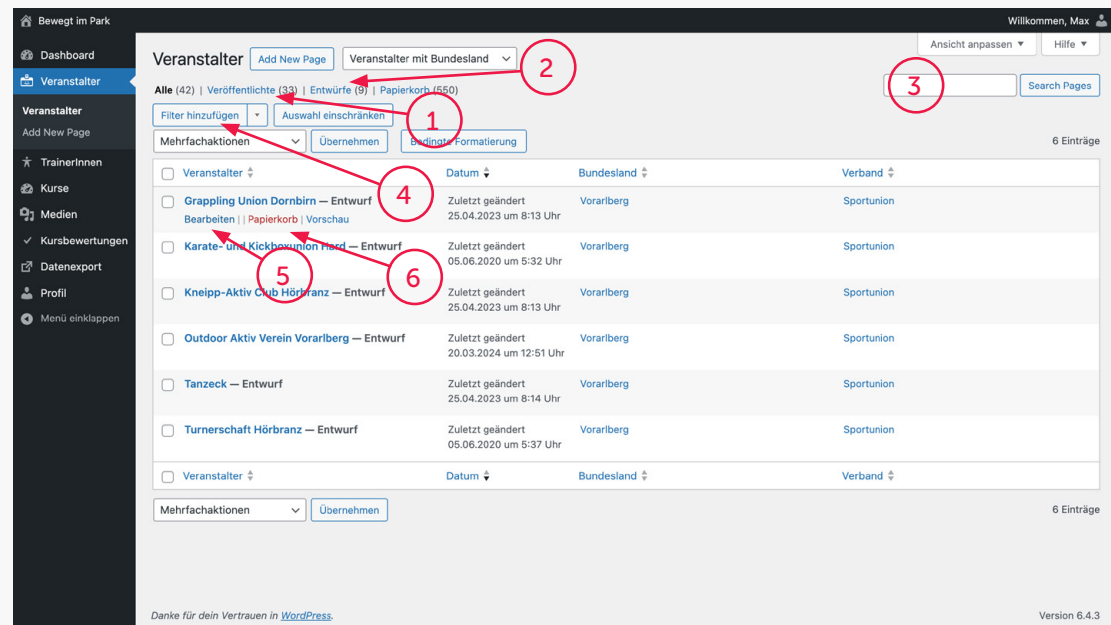 Bewegt im Park
Willkommen, Max
Dashboard
Veranstalter
Veranstalter
Add New Page
TrainerInnen
Kurse
Medien
Kursbewertungen
Datenexport
Profil
Menü einklappen
Ansicht anpassen ▼ Hilfe ▼
Veranstalter Add New Page Veranstalter mit Bundesland
2
Alle (42) | Veröffentlichte (33) | Entwürfe (9) | Papierkorb (550)
3 Search Pages
Filter hinzufügen Auswahl einschränken
1
Mehrfachaktionen Übernehmen Bedingte Formatierung 6 Einträge
Veranstalter Datum Bundesland Verband
4
Grappling Union Dornbirn — Entwurf Zuletzt geändert Vorarlberg Sportunion
Bearbeiten | | Papierkorb | Vorschau 25.04.2023 um 8:13 Uhr
Karate- und Kickboxunion Hard — Entwurf Zuletzt geändert Vorarlberg Sportunion
05.06.2020 um 5:32 Uhr
5 6
Kneipp-Aktiv Club Hörbranz — Entwurf Zuletzt geändert Vorarlberg Sportunion
25.04.2023 um 8:13 Uhr
Outdoor Aktiv Verein Vorarlberg — Entwurf Zuletzt geändert Vorarlberg Sportunion
20.03.2024 um 12:51 Uhr
Tanzeck — Entwurf Zuletzt geändert Vorarlberg Sportunion
25.04.2023 um 8:14 Uhr
Turnerschaft Hörbranz — Entwurf Zuletzt geändert Vorarlberg Sportunion
05.06.2020 um 5:37 Uhr
Veranstalter Datum Bundesland Verband
Mehrfachaktionen Übernehmen 6 Einträge
Danke für dein Vertrauen in WordPress. Version 6.4.3